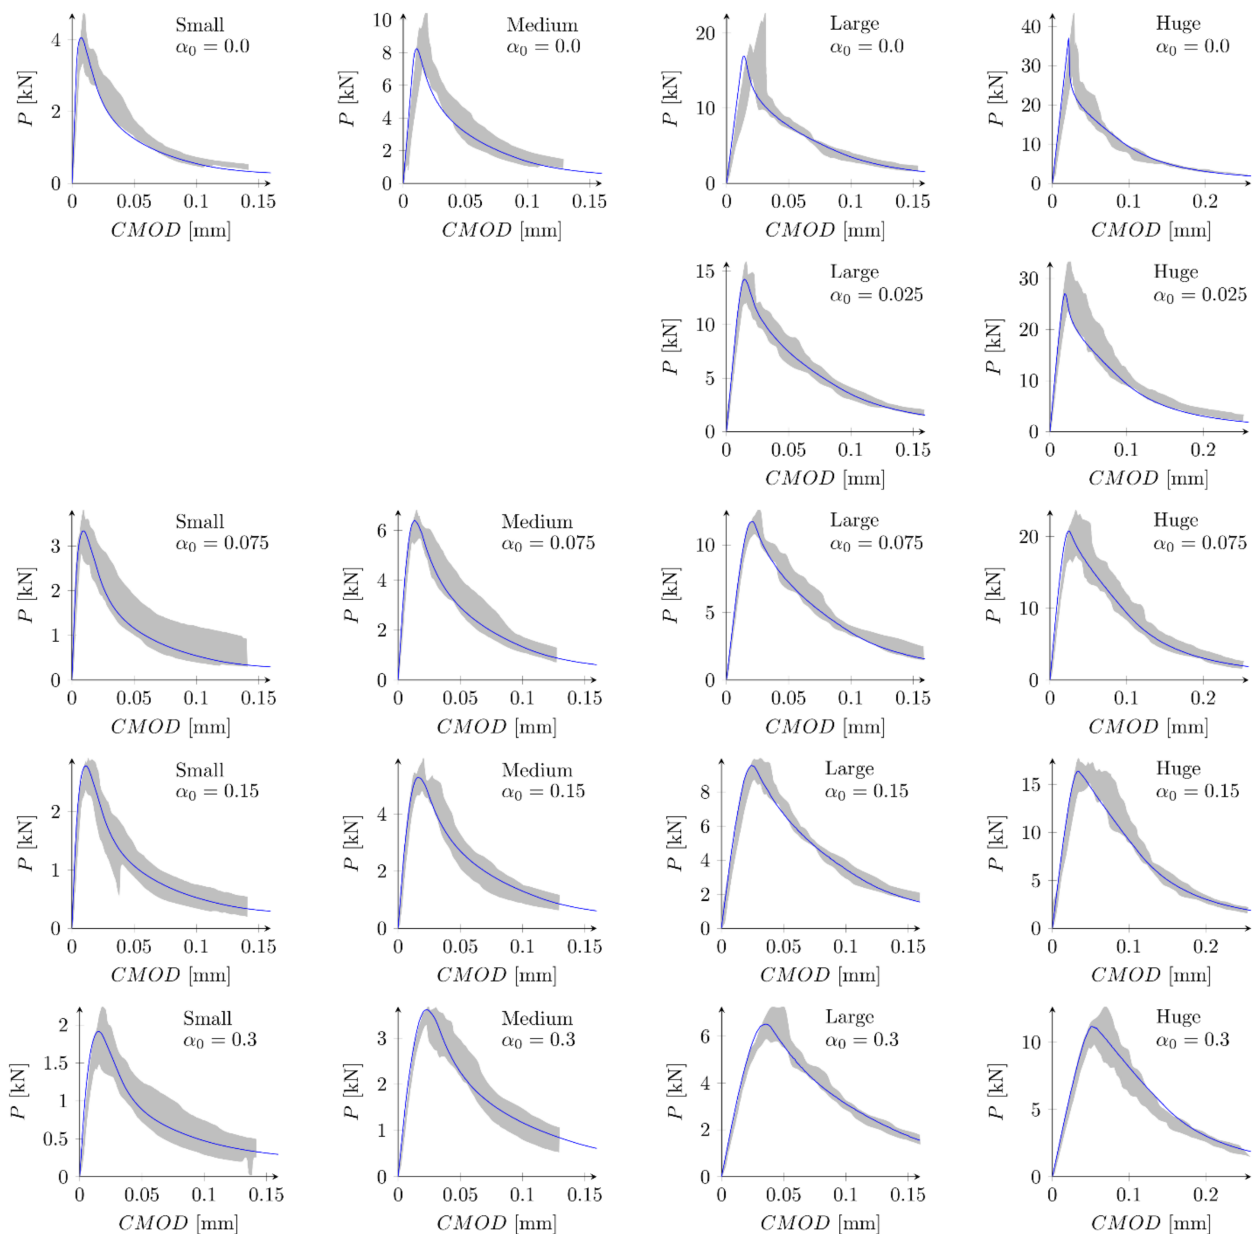 Small
α₀ = 0.0
P [kN]
4
2
0
0 0.05 0.1 0.15
CMOD [mm]
Medium
α₀ = 0.0
P [kN]
10
8
6
4
2
0
0 0.05 0.1 0.15
CMOD [mm]
Large
α₀ = 0.0
P [kN]
20
10
0
0 0.05 0.1 0.15
CMOD [mm]
Huge
α₀ = 0.0
P [kN]
40
30
20
10
0
0 0.1 0.2
CMOD [mm]
Large
α₀ = 0.025
P [kN]
15
10
5
0
0 0.05 0.1 0.15
CMOD [mm]
Huge
α₀ = 0.025
P [kN]
30
20
10
0
0 0.1 0.2
CMOD [mm]
Small
α₀ = 0.075
P [kN]
3
2
1
0
0 0.05 0.1 0.15
CMOD [mm]
Medium
α₀ = 0.075
P [kN]
6
4
2
0
0 0.05 0.1 0.15
CMOD [mm]
Large
α₀ = 0.075
P [kN]
10
5
0
0 0.05 0.1 0.15
CMOD [mm]
Huge
α₀ = 0.075
P [kN]
20
10
0
0 0.1 0.2
CMOD [mm]
Small
α₀ = 0.15
P [kN]
2
1
0
0 0.05 0.1 0.15
CMOD [mm]
Medium
α₀ = 0.15
P [kN]
4
2
0
0 0.05 0.1 0.15
CMOD [mm]
Large
α₀ = 0.15
P [kN]
8
6
4
2
0
0 0.05 0.1 0.15
CMOD [mm]
Huge
α₀ = 0.15
P [kN]
15
10
5
0
0 0.1 0.2
CMOD [mm]
Small
α₀ = 0.3
P [kN]
2
1.5
1
0.5
0
0 0.05 0.1 0.15
CMOD [mm]
Medium
α₀ = 0.3
P [kN]
3
2
1
0
0 0.05 0.1 0.15
CMOD [mm]
Large
α₀ = 0.3
P [kN]
6
4
2
0
0 0.05 0.1 0.15
CMOD [mm]
Huge
α₀ = 0.3
P [kN]
10
5
0
0 0.1 0.2
CMOD [mm]